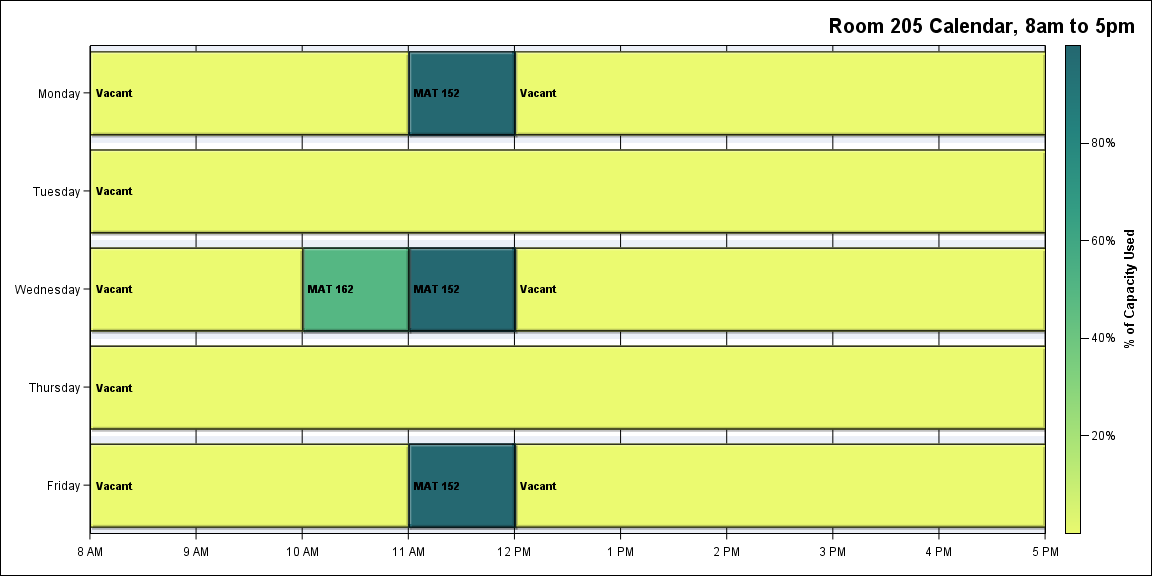 Room 205 Calendar, 8am to 5pm
Monday
Vacant
MAT 152
Vacant
Tuesday
Vacant
Wednesday
Vacant
MAT 162
MAT 152
Vacant
Thursday
Vacant
Friday
Vacant
MAT 152
Vacant
8 AM
9 AM
10 AM
11 AM
12 PM
1 PM
2 PM
3 PM
4 PM
5 PM
80%
60%
40%
20%
% of Capacity Used